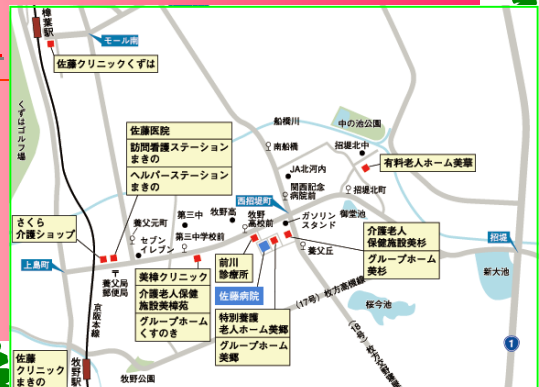 樟葉駅
モール南
佐藤クリニックくずは
くずはゴルフ場
船橋川
中の池公園
佐藤医院
訪問看護ステーション
まきの
ヘルパーステーション
まきの
南船橋
招堤北中
JA北河内
有料老人ホーム美華
関西記念
病院前
招堤北町
西招堤町
さくら
介護ショップ
養父元町
第三中
牧野高
牧野
高校前
ガソリン
スタンド
御堂池
セブン
イレブン
第三中学校前
介護老人
保健施設美杉
グループホーム
美杉
招堤
上島町
養父局
郵便局
美樟クリニック
介護老人保健
施設美樟苑
グループホーム
くすのき
前川
診療所
養父丘
新大池
佐藤病院
(17号)枚方高槻線
桜今池
京阪本線
特別養護
老人ホーム美郷
グループホーム
美郷
1
佐藤
クリニック
まきの
牧野駅
牧野公園